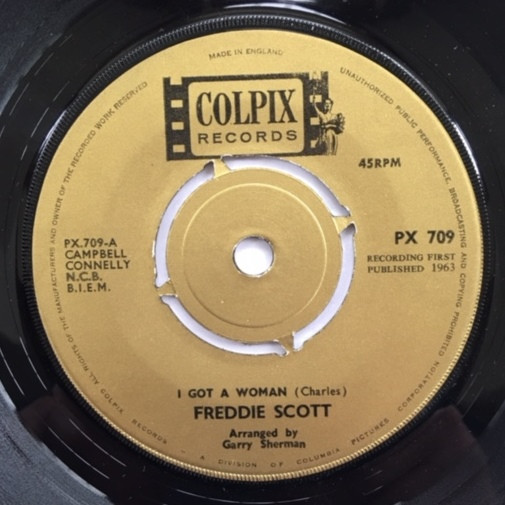 MADE IN ENGLAND
ALL RIGHTS OF THE MANUFACTURERS AND OWNER OF THE RECORDED WORK RESERVED
UNAUTHORIZED PUBLIC PERFORMANCE, BROADCASTING AND COPYING PROHIBITED
COLPIX
RECORDS
45RPM
PX.709-A
CAMPBELL
CONNELLY
N.C.B.
B.I.E.M.
PX 709
RECORDING FIRST
PUBLISHED 1963
I GOT A WOMAN (Charles)
FREDDIE SCOTT
Arranged by
Garry Sherman
COLPIX RECORDS - A DIVISION OF COLUMBIA PICTURES CORPORATION